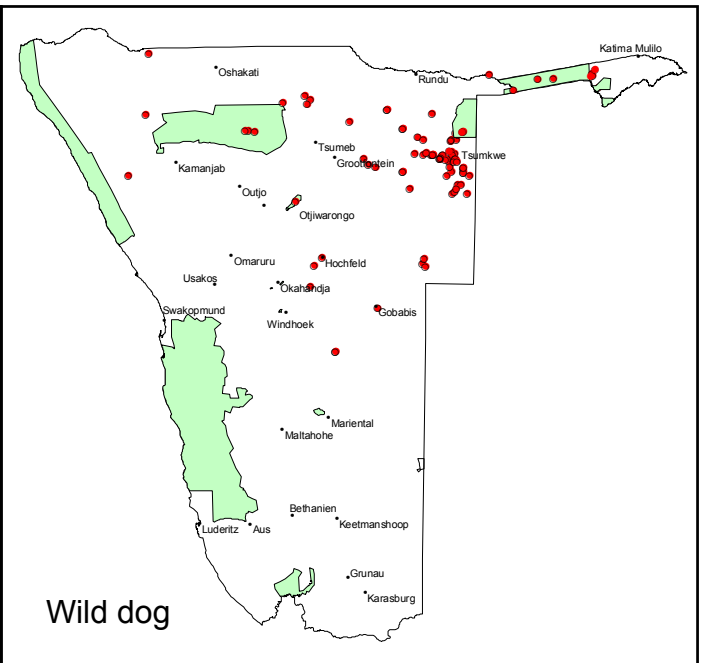 Katima Mulilo
Oshakati
Rundu
Tsumeb
Tsumkwe
Grootfontein
Kamanjab
Outjo
Otjiwarongo
Omaruru
Hochfeld
Usakos
Okahandja
Swakopmund
Gobabis
Windhoek
Mariental
Maltahohe
Bethanien
Keetmanshoop
Luderitz
Aus
Grunau
Karasburg
Wild dog